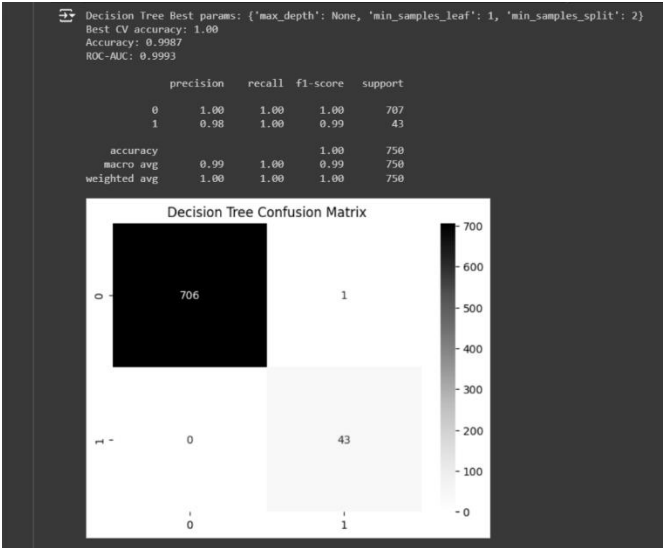 Decision Tree Best params: {'max_depth': None, 'min_samples_leaf': 1, 'min_samples_split': 2}
Best CV accuracy: 1.00
Accuracy: 0.9987
ROC-AUC: 0.9993
precision recall f1-score support
0 1.00 1.00 1.00 707
1 0.98 1.00 0.99 43
accuracy 1.00 750
macro avg 0.99 1.00 0.99 750
weighted avg 1.00 1.00 1.00 750
Decision Tree Confusion Matrix
700
600
0 706 1
500
400
300
200
1 0 43
100
0
0 1